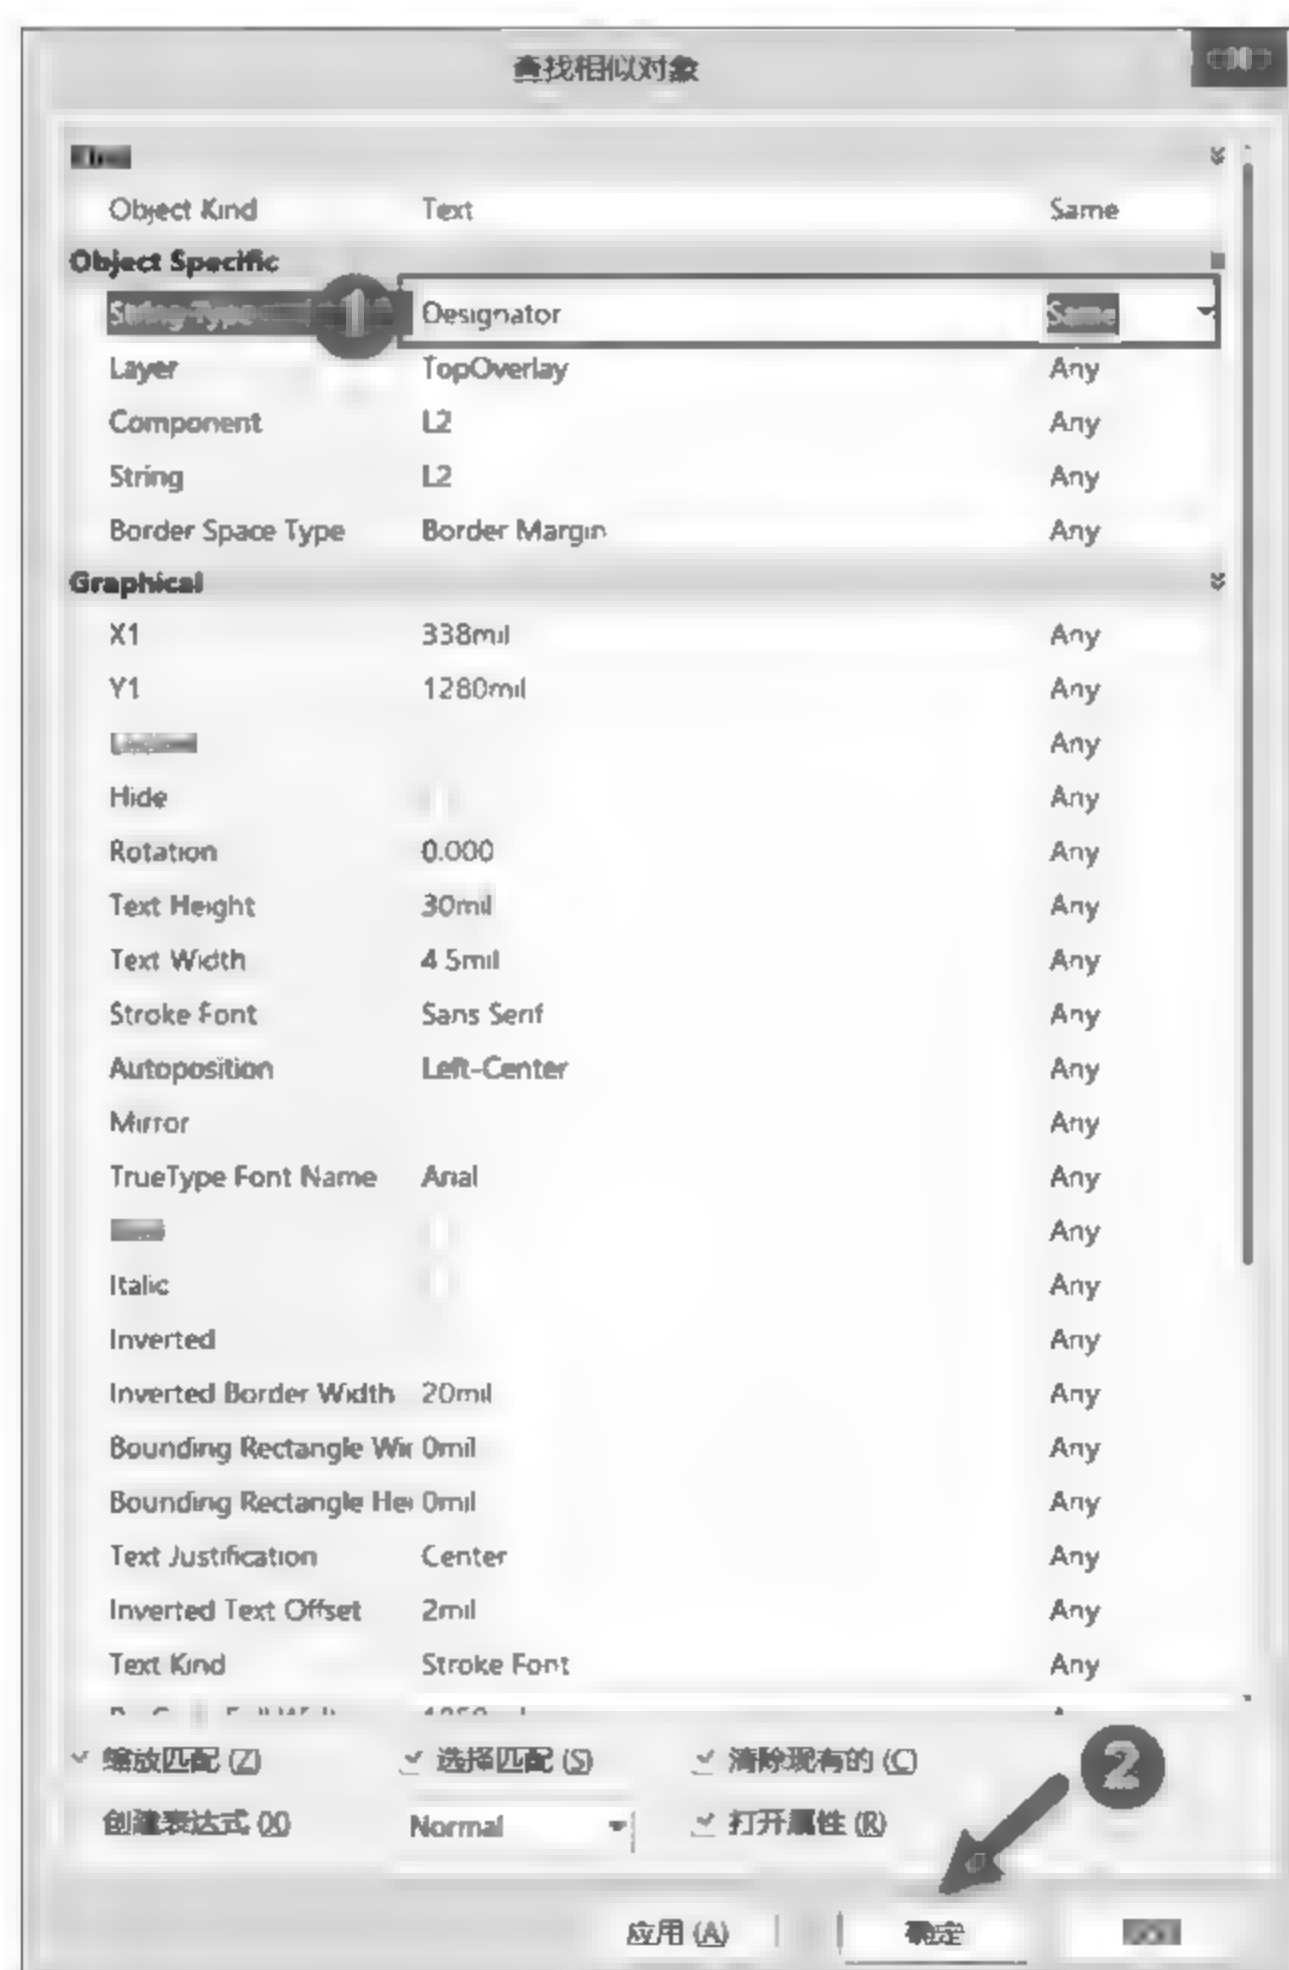 查找相似对象
Object Kind Text Same
Object Specific
String Type 1 Designator Same
Layer TopOverlay Any
Component L2 Any
String L2 Any
Border Space Type Border Margin Any
Graphical
X1 338mil Any
Y1 1280mil Any
Any
Hide Any
Rotation 0.000 Any
Text Height 30mil Any
Text Width 4.5mil Any
Stroke Font Sans Serif Any
Autoposition Left-Center Any
Mirror Any
TrueType Font Name Arial Any
Any
Italic Any
Inverted Any
Inverted Border Width 20mil Any
Bounding Rectangle Wi 0mil Any
Bounding Rectangle He 0mil Any
Text Justification Center Any
Inverted Text Offset 2mil Any
Text Kind Stroke Font Any
缩放匹配 (Z) 选择匹配 (S) 清除现有的 (C) 2
创建表达式 (X) Normal 打开属性 (R)
应用 (A) 确定